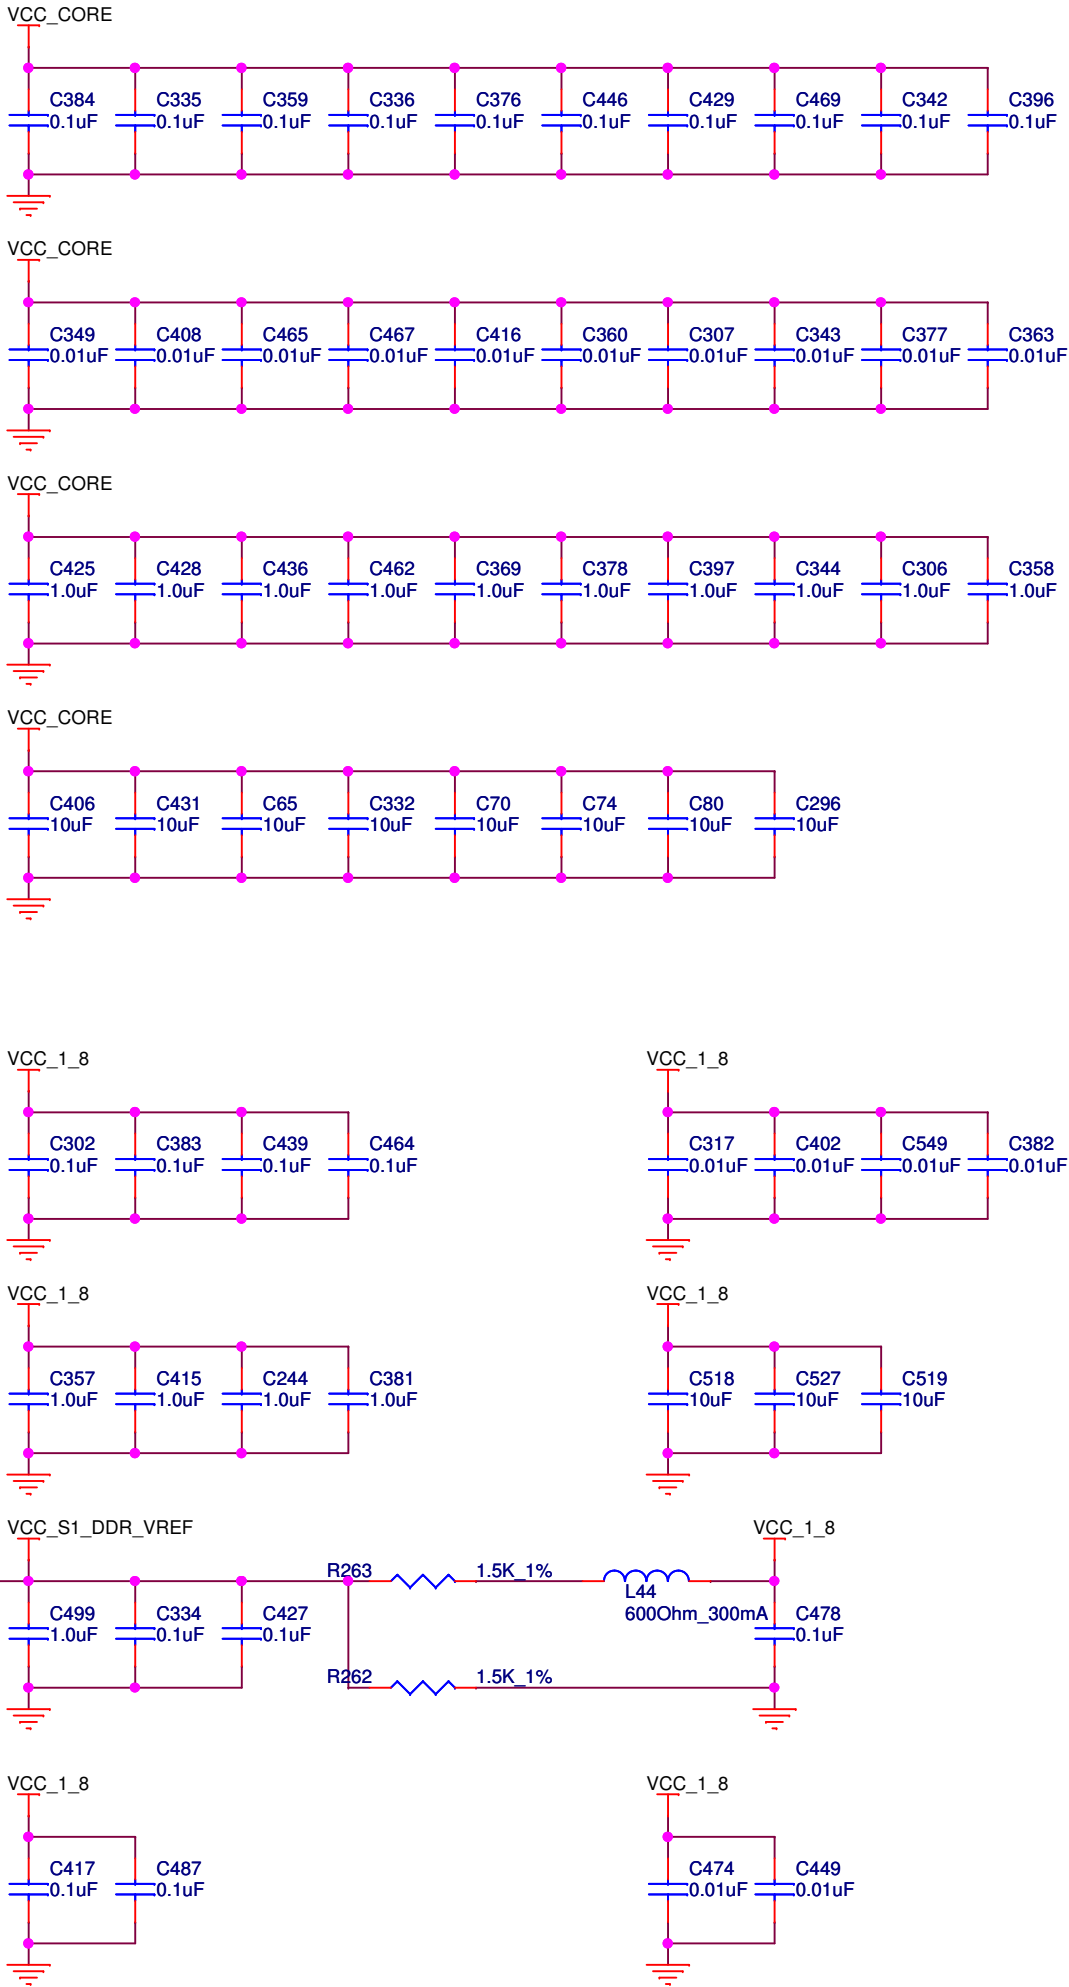 VCC_CORE
C384 C335 C359 C336 C376 C446 C429 C469 C342 C396
0.1uF 0.1uF 0.1uF 0.1uF 0.1uF 0.1uF 0.1uF 0.1uF 0.1uF 0.1uF
VCC_CORE
C349 C408 C465 C467 C416 C360 C307 C343 C377 C363
0.01uF 0.01uF 0.01uF 0.01uF 0.01uF 0.01uF 0.01uF 0.01uF 0.01uF 0.01uF
VCC_CORE
C425 C428 C436 C462 C369 C378 C397 C344 C306 C358
1.0uF 1.0uF 1.0uF 1.0uF 1.0uF 1.0uF 1.0uF 1.0uF 1.0uF 1.0uF
VCC_CORE
C406 C431 C65 C332 C70 C74 C80 C296
10uF 10uF 10uF 10uF 10uF 10uF 10uF 10uF
VCC_1_8 VCC_1_8
C302 C383 C439 C464 C317 C402 C549 C382
0.1uF 0.1uF 0.1uF 0.1uF 0.01uF 0.01uF 0.01uF 0.01uF
VCC_1_8 VCC_1_8
C357 C415 C244 C381 C518 C527 C519
1.0uF 1.0uF 1.0uF 1.0uF 10uF 10uF 10uF
VCC_S1_DDR_VREF VCC_1_8
R263 1.5K_1%
L44
600Ohm_300mA
C499 C334 C427 C478
1.0uF 0.1uF 0.1uF 0.1uF
R262 1.5K_1%
VCC_1_8 VCC_1_8
C417 C487 C474 C449
0.1uF 0.1uF 0.01uF 0.01uF